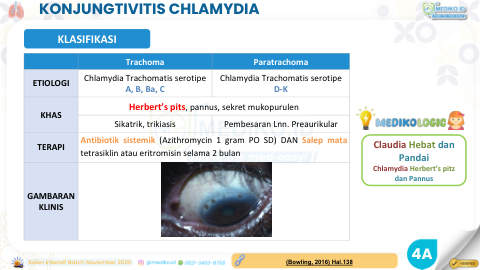 KONJUNGTIVITIS CHLAMYDIA
KLASIFIKASI
Trachoma Paratrachoma
ETIOLOGI Chlamydia Trachomatis serotipe A, B, Ba, C Chlamydia Trachomatis serotipe D-K
KHAS Herbert's pits, pannus, sekret mukopurulen
Sikatrik, trikiasis Pembesaran Lnn. Preaurikular
TERAPI Antibiotik sistemik (Azithromycin 1 gram PO SD) DAN Salep mata
tetrasiklin atau eritromisin selama 2 bulan
GAMBARAN
KLINIS
MEDIKOLOGIC
Claudia Hebat dan
Pandai
Chlamydia Herbert's pitz
dan Pannus
(Bowling, 2016) Hal.138
4A